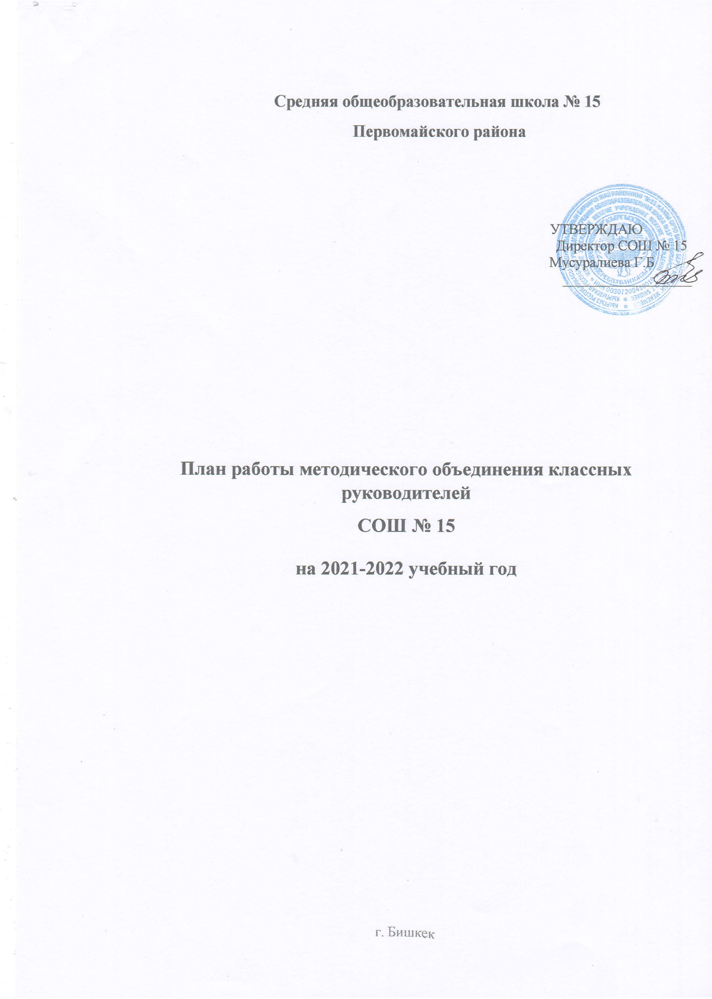 Средняя общеобразовательная школа № 15
Первомайского района
УТВЕРЖДАЮ
Директор СОШ № 15
Мусуралиева Г.Б
План работы методического объединения классных
руководителей
СОШ № 15
на 2021-2022 учебный год
г. Бишкек